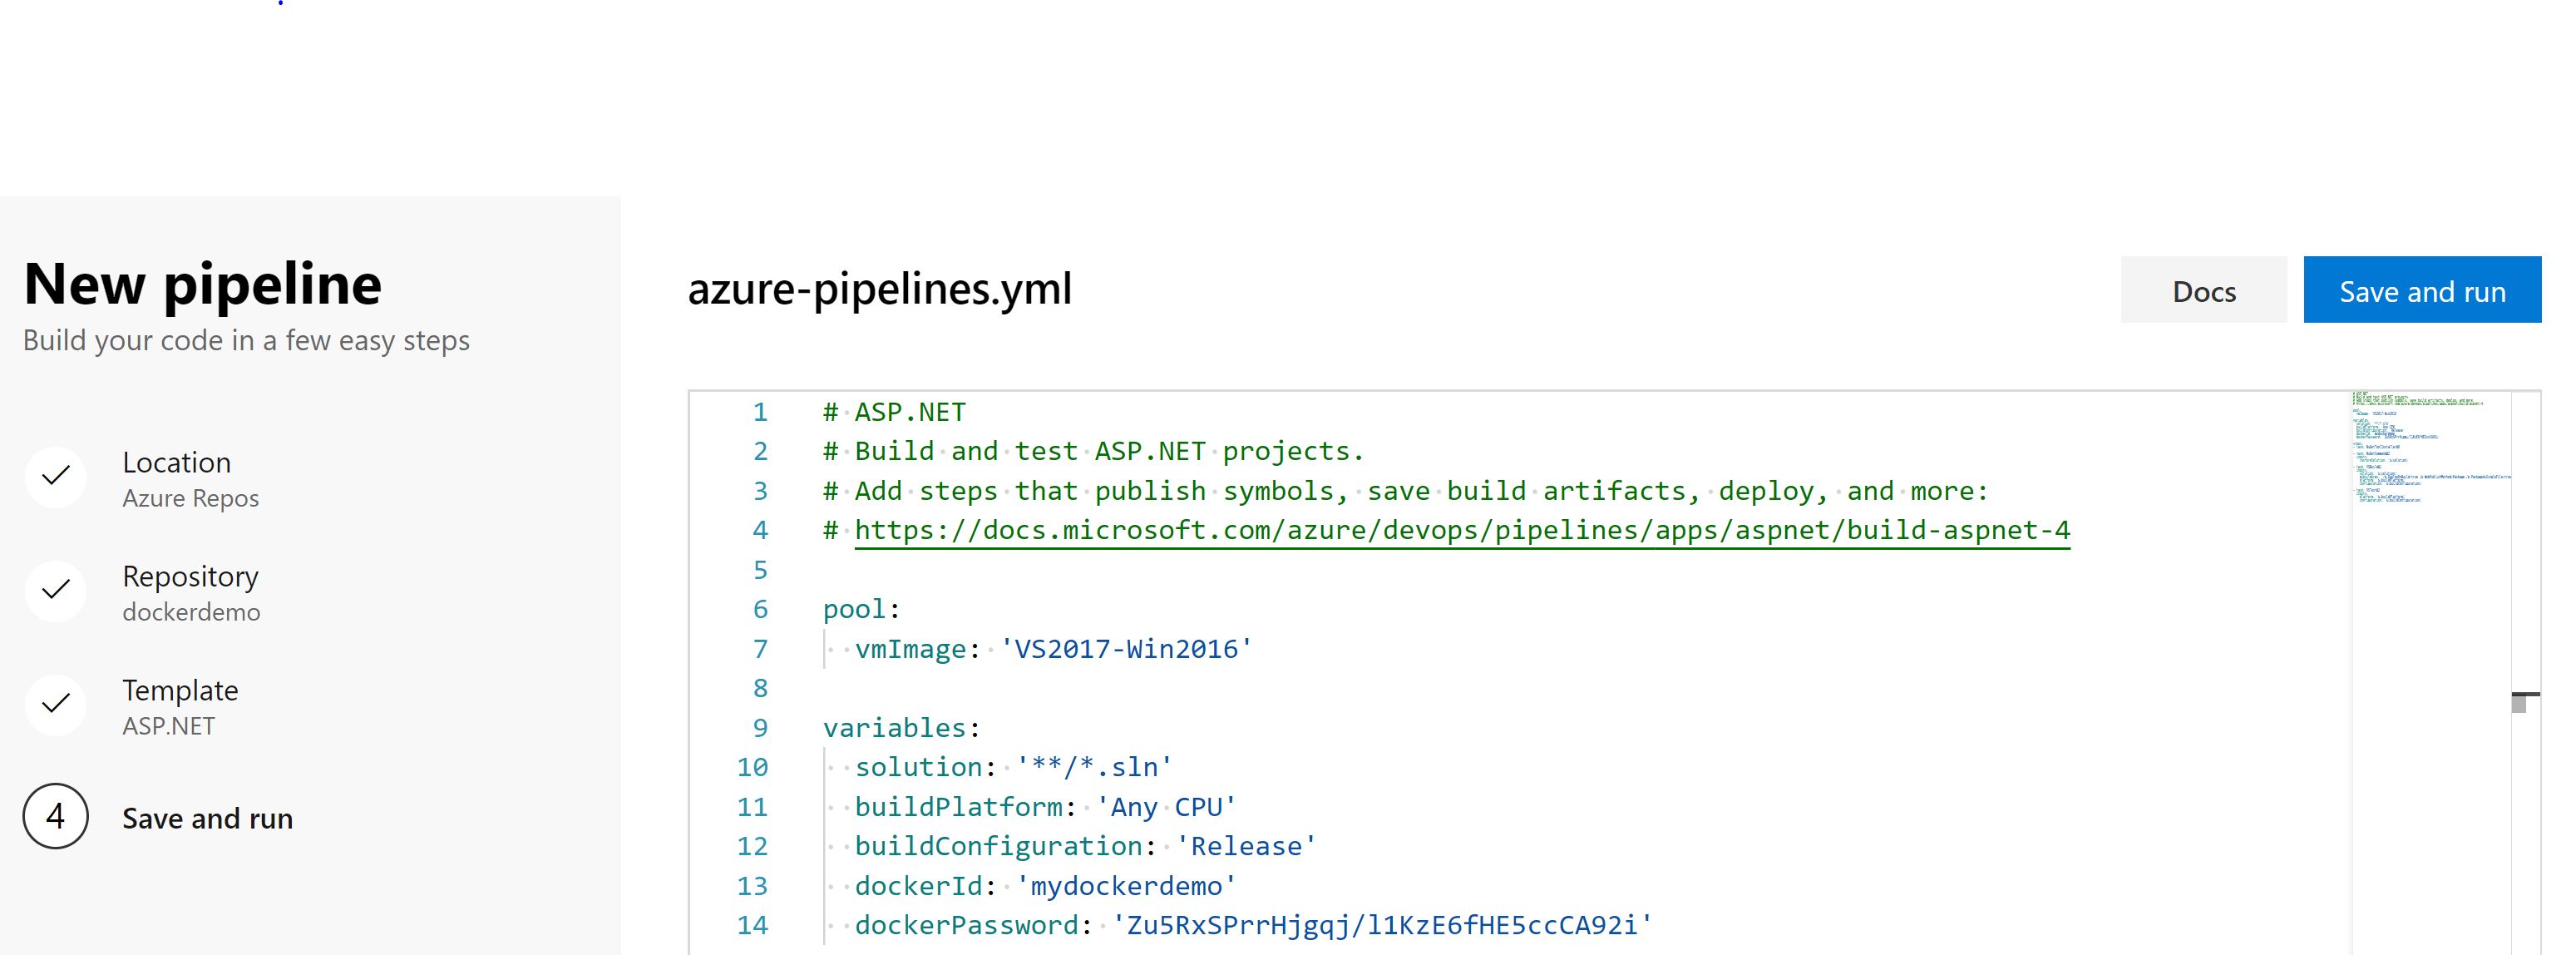 New pipeline
Build your code in a few easy steps
Location
Azure Repos
Repository
dockerdemo
Template
ASP.NET
4 Save and run
azure-pipelines.yml
Docs
Save and run
1 # ASP.NET
2 # Build and test ASP.NET projects.
3 # Add steps that publish symbols, save build artifacts, deploy, and more:
4 # https://docs.microsoft.com/azure/devops/pipelines/apps/aspnet/build-aspnet-4
5
6 pool:
7   vmImage: 'VS2017-Win2016'
8
9 variables:
10   solution: '**/*.sln'
11   buildPlatform: 'Any CPU'
12   buildConfiguration: 'Release'
13   dockerId: 'mydockerdemo'
14   dockerPassword: 'Zu5RxSPrrHjgqj/l1KzE6fHE5ccCA92i'